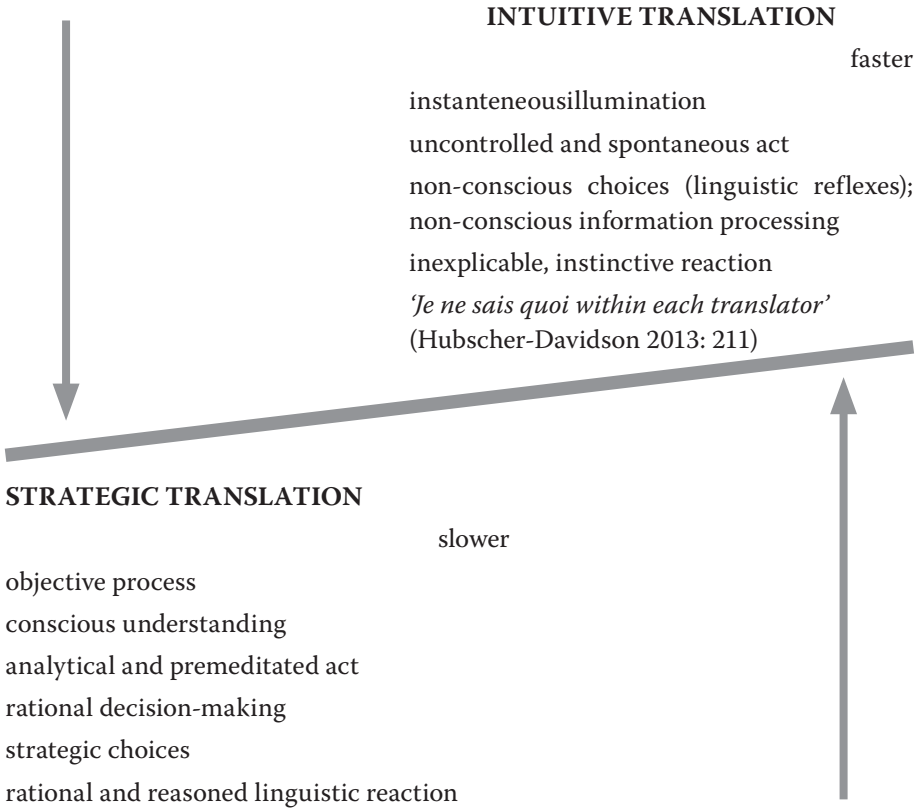 INTUITIVE TRANSLATION
faster
instanteneousillumination
uncontrolled and spontaneous act
non-conscious choices (linguistic reflexes);
non-conscious information processing
inexplicable, instinctive reaction
‘Je ne sais quoi within each translator’
(Hubscher-Davidson 2013: 211)
STRATEGIC TRANSLATION
slower
objective process
conscious understanding
analytical and premeditated act
rational decision-making
strategic choices
rational and reasoned linguistic reaction